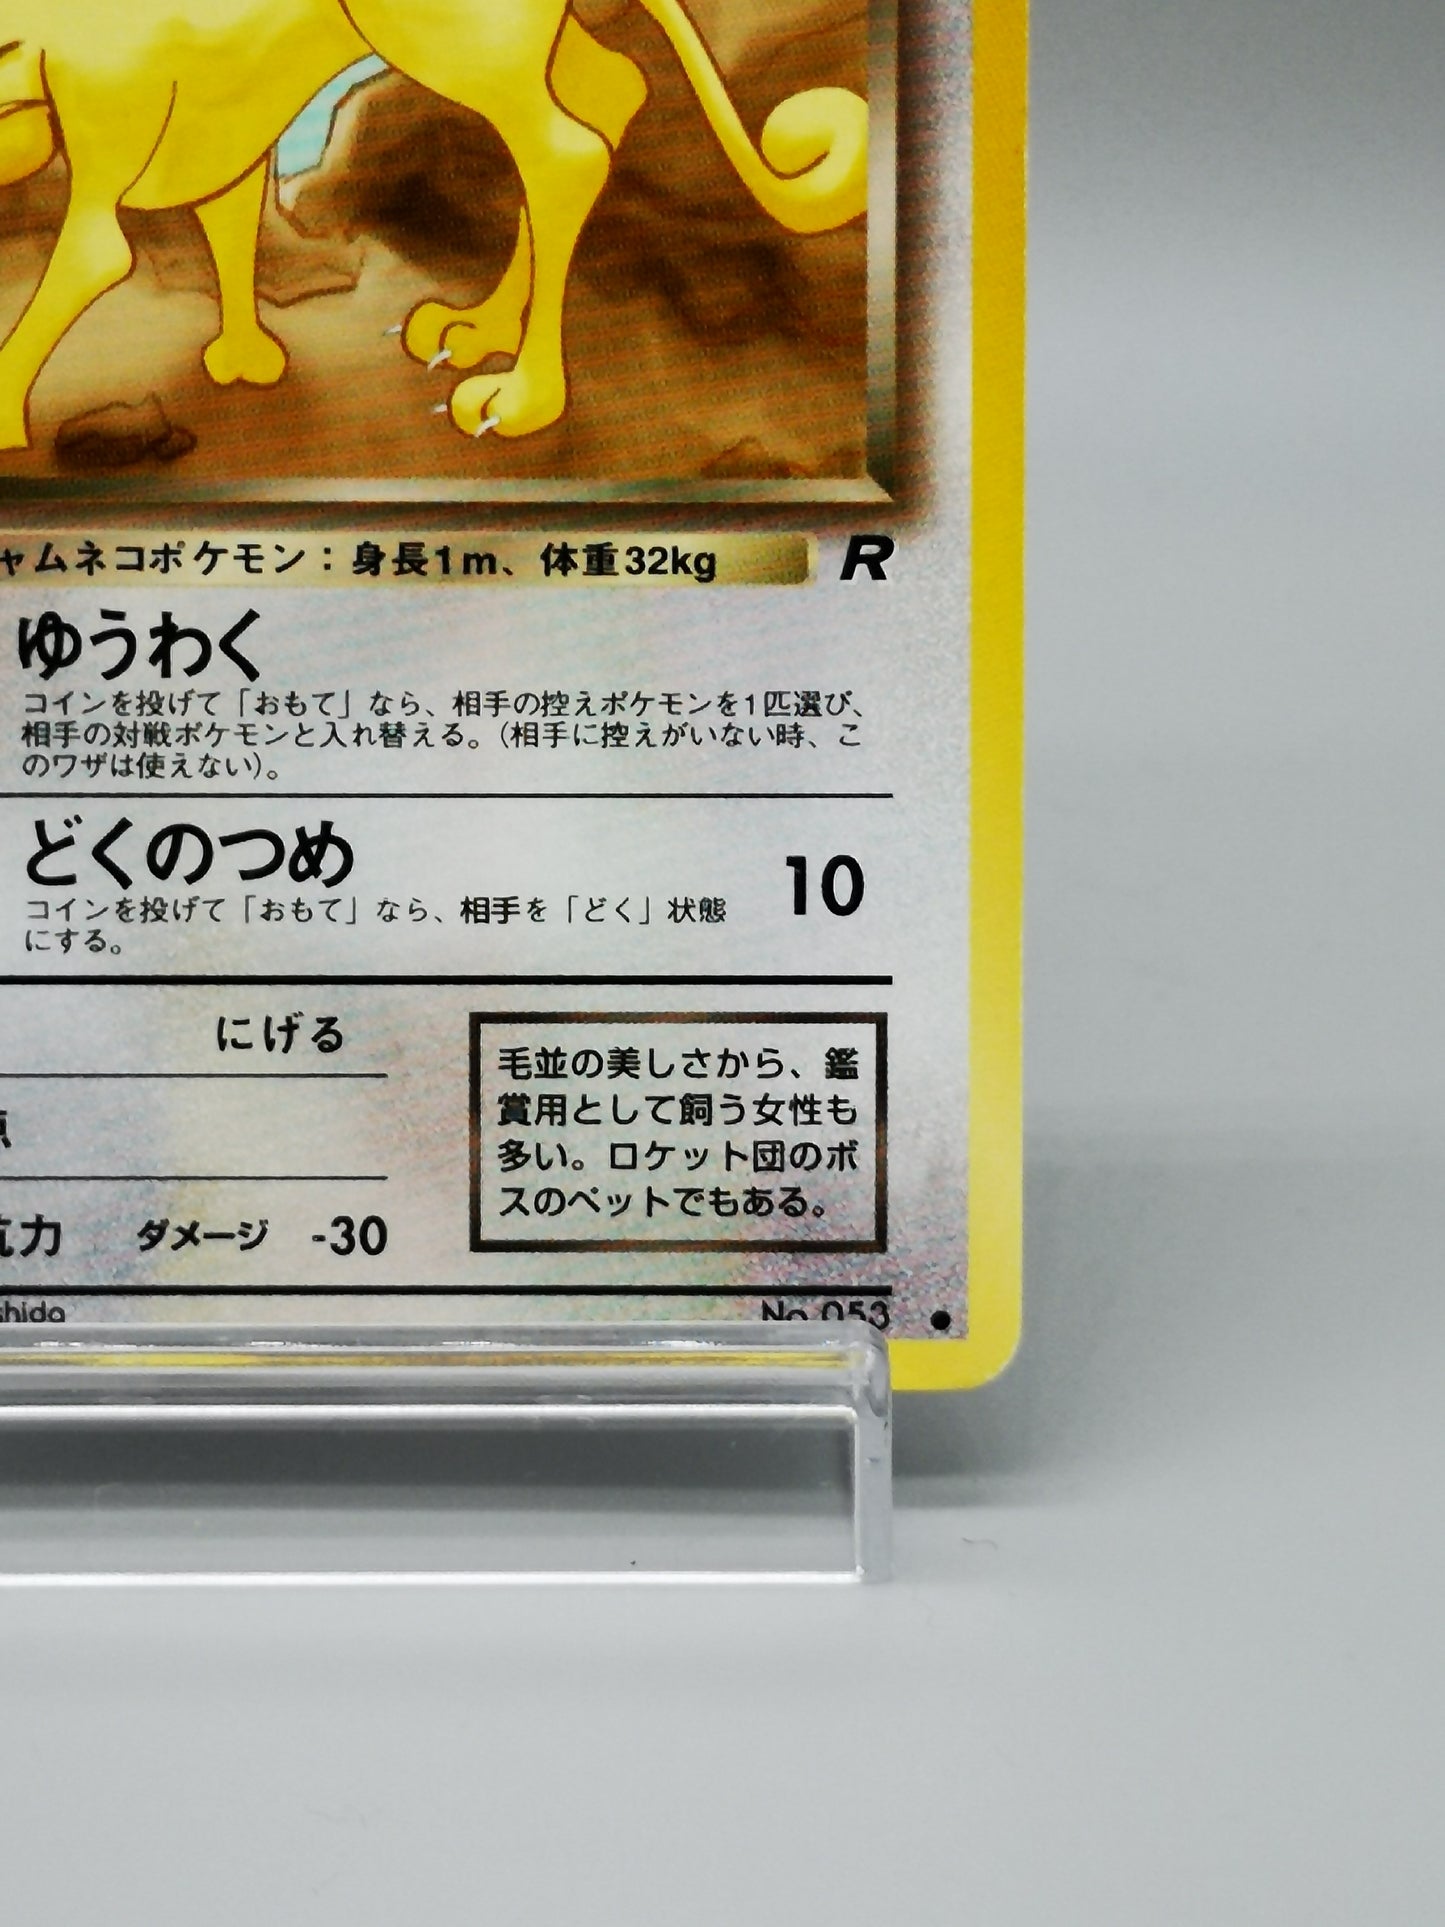 ャムネコポケモン：身長1m、体重32kg R
ゆうわく
コインを投げて「おもて」なら、相手の控えポケモンを1匹選び、
相手の対戦ポケモンと入れ替える。（相手に控えがいない時、こ
のワザは使えない）。
どくのつめ
10
コインを投げて「おもて」なら、相手を「どく」状態
にする。
にげる
点
抗力 ダメージ -30
毛並の美しさから、鑑
賞用として飼う女性も
多い。ロケット団のボ
スのペットでもある。
shida
No.053 ●